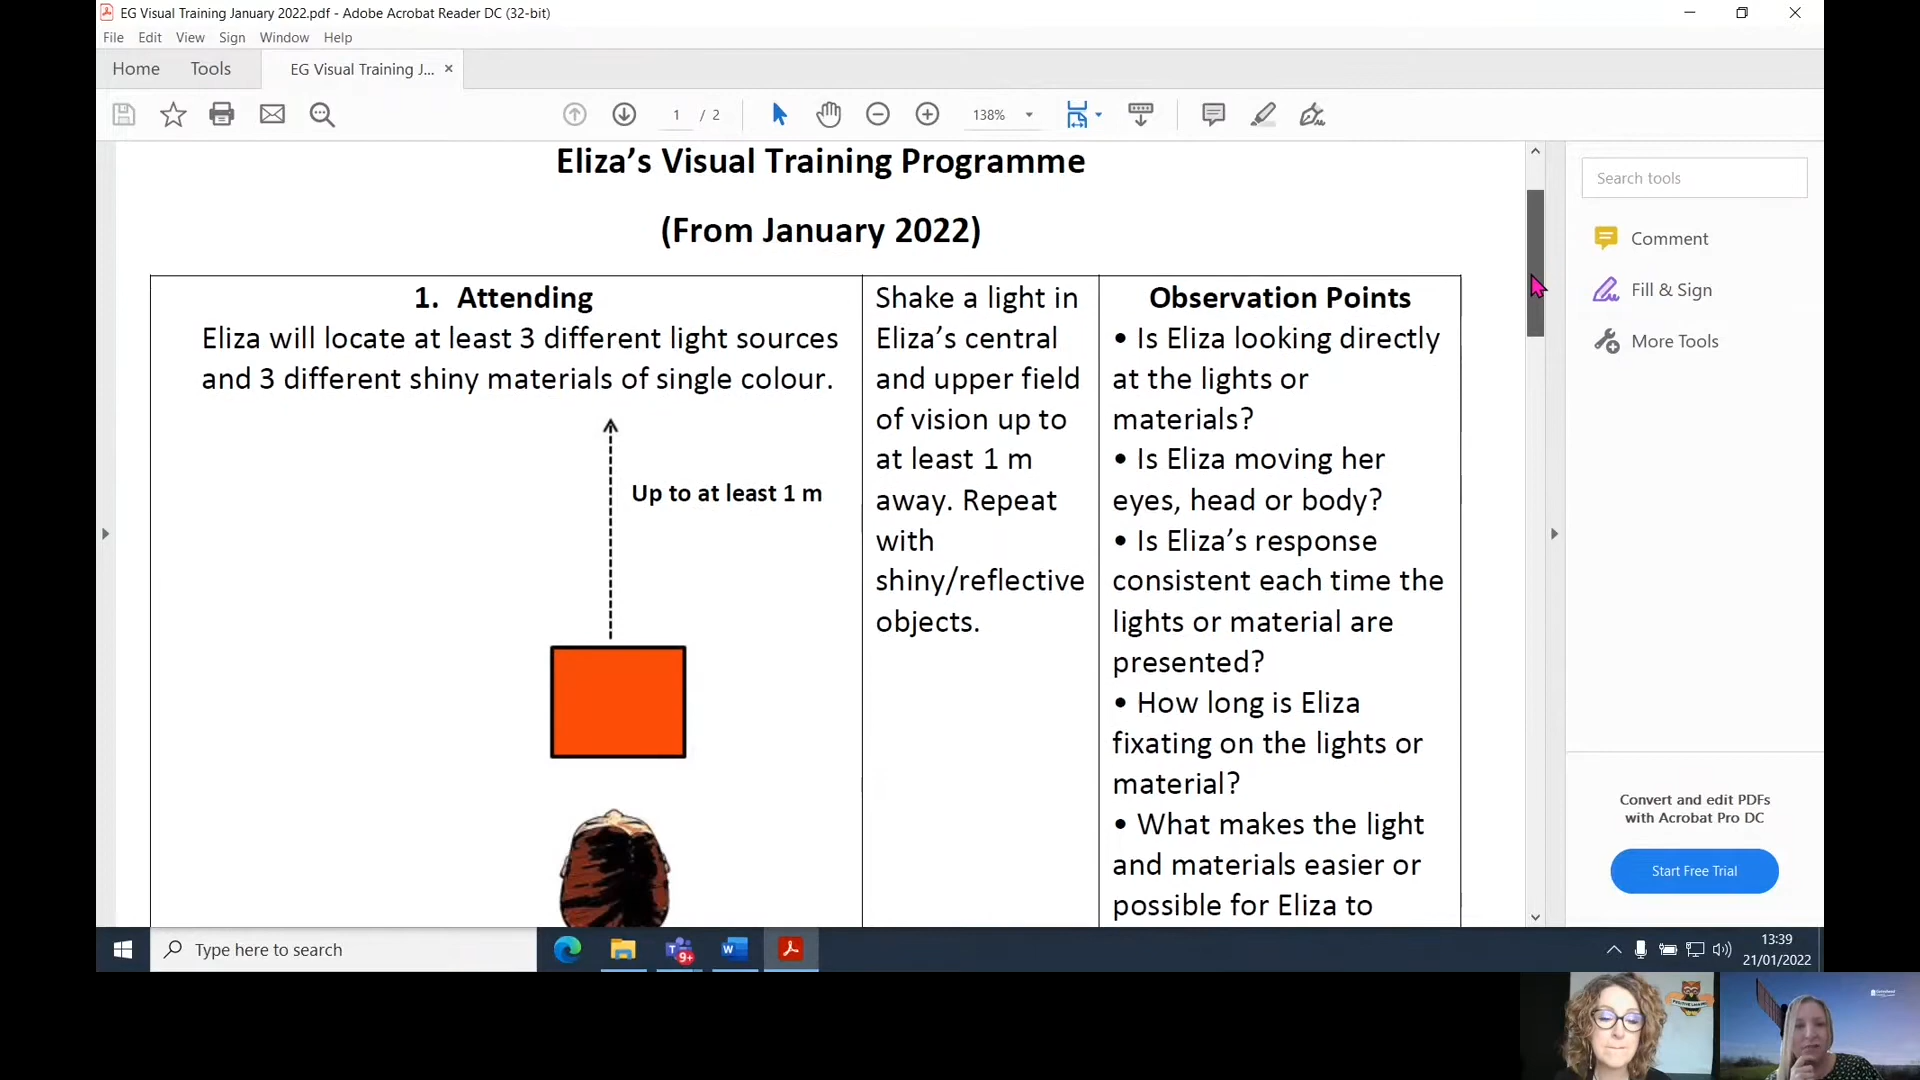 EG Visual Training January 2022.pdf - Adobe Acrobat Reader DC (32-bit)
File Edit View Sign Window Help
Home Tools EG Visual Training J... ×
1 / 2 138%
Search tools
Comment
Fill & Sign
More Tools
Convert and edit PDFs
with Acrobat Pro DC
Start Free Trial
Eliza’s Visual Training Programme
(From January 2022)
1. Attending
Eliza will locate at least 3 different light sources
and 3 different shiny materials of single colour.
Up to at least 1 m
Shake a light in
Eliza’s central
and upper field
of vision up to
at least 1 m
away. Repeat
with
shiny/reflective
objects.
Observation Points
• Is Eliza looking directly
at the lights or
materials?
• Is Eliza moving her
eyes, head or body?
• Is Eliza’s response
consistent each time the
lights or material are
presented?
• How long is Eliza
fixating on the lights or
material?
• What makes the light
and materials easier or
possible for Eliza to
Type here to search
9+
13:39
21/01/2022